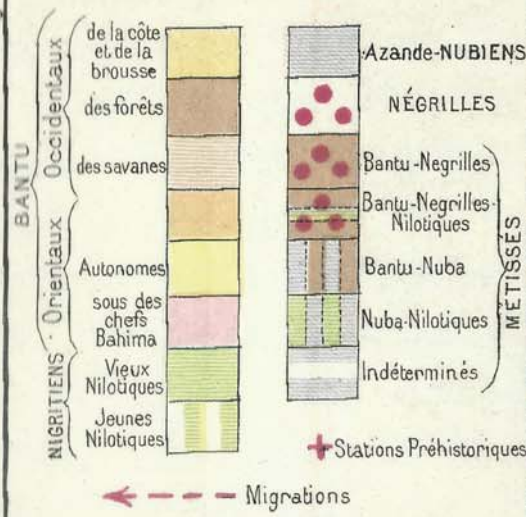 BANTU
Occidentaux
de la côte
et de la
brousse
des forêts
des savanes
Orientaux
Autonomes
sous des
chefs
Bahima
NIGRITIENS
Vieux
Nilotiques
Jeunes
Nilotiques
Azande-NUBIENS
NÉGRILLES
Bantu-Negrilles
Bantu-Negrilles-
Nilotiques
Bantu-Nuba
Nuba-Nilotiques
Indéterminés
MÉTISSÉS
Stations Préhistoriques
Migrations